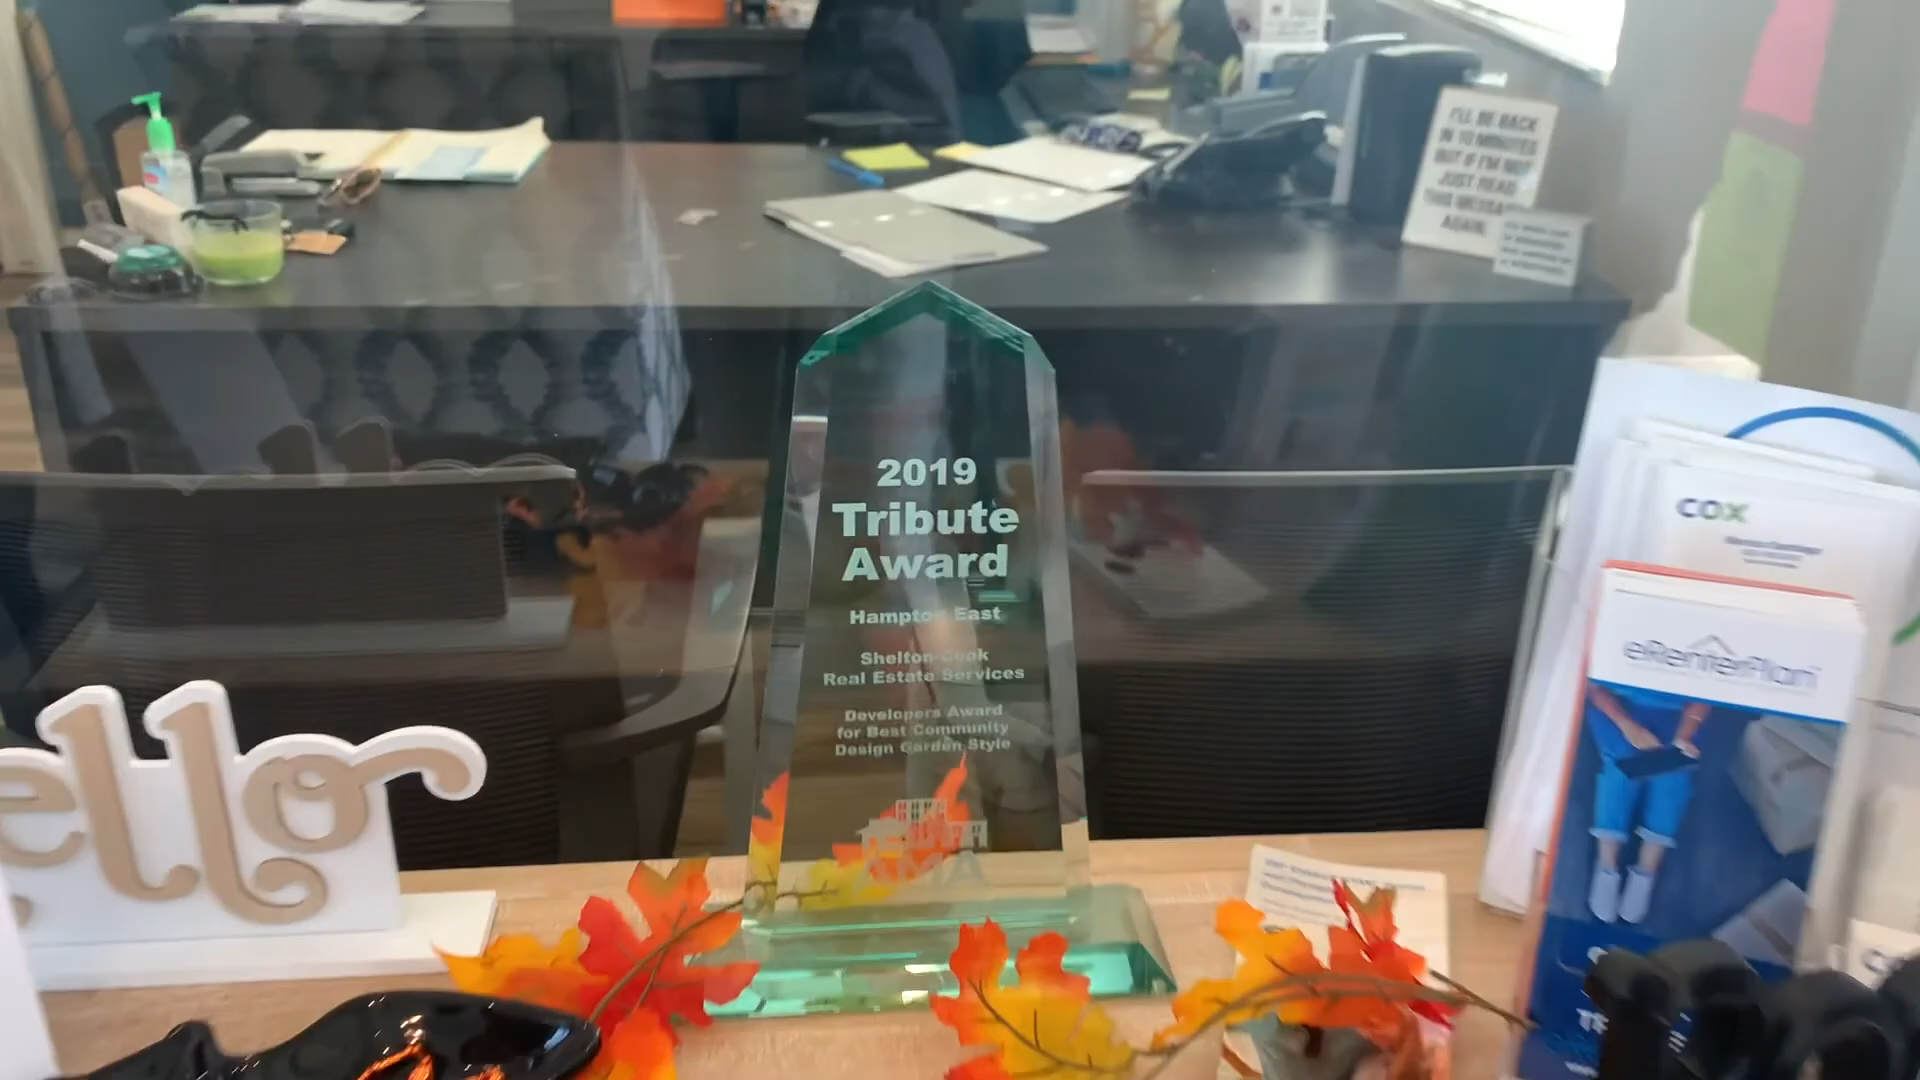 I'LL BE BACK
IN 10 MINUTES
BUT IF I'M NOT
JUST READ
THIS MESSAGE
AGAIN.
2019
Tribute
Award
Hampton East
Shelton-Cook
Real Estate Services
Developers Award
for Best Community
Design Garden Style
ello
cox
eRenterPlan